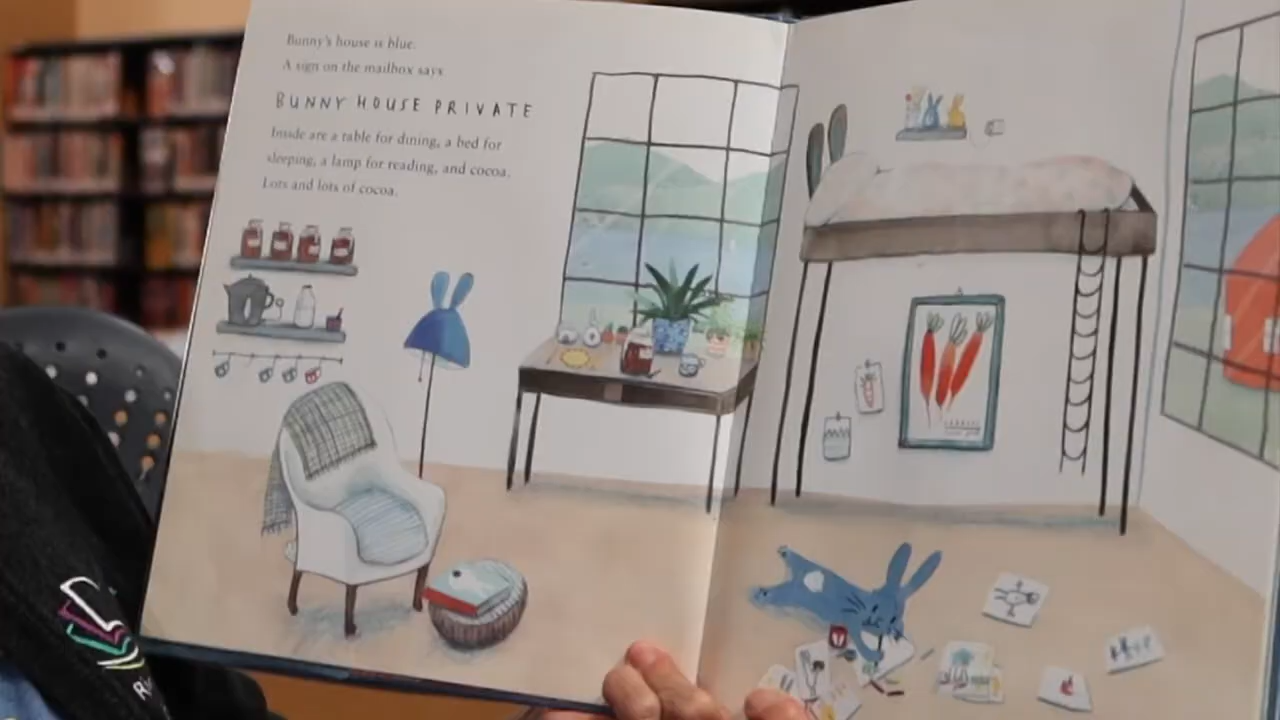 Bunny's house is blue.
A sign on the mailbox says
BUNNY HOUSE PRIVATE
Inside are a table for dining, a bed for
sleeping, a lamp for reading, and cocoa.
Lots and lots of cocoa.